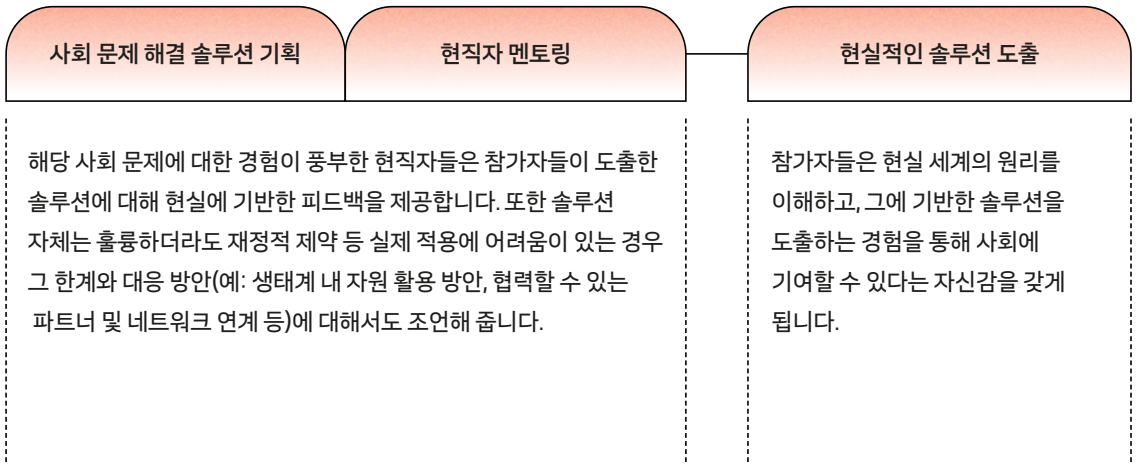 사회 문제 해결 솔루션 기획
현직자 멘토링
현실적인 솔루션 도출
해당 사회 문제에 대한 경험이 풍부한 현직자들은 참가자들이 도출한
솔루션에 대해 현실에 기반한 피드백을 제공합니다. 또한 솔루션
자체는 훌륭하더라도 재정적 제약 등 실제 적용에 어려움이 있는 경우
그 한계와 대응 방안(예: 생태계 내 자원 활용 방안, 협력할 수 있는
파트너 및 네트워크 연계 등)에 대해서도 조언해 줍니다.
참가자들은 현실 세계의 원리를
이해하고, 그에 기반한 솔루션을
도출하는 경험을 통해 사회에
기여할 수 있다는 자신감을 갖게
됩니다.